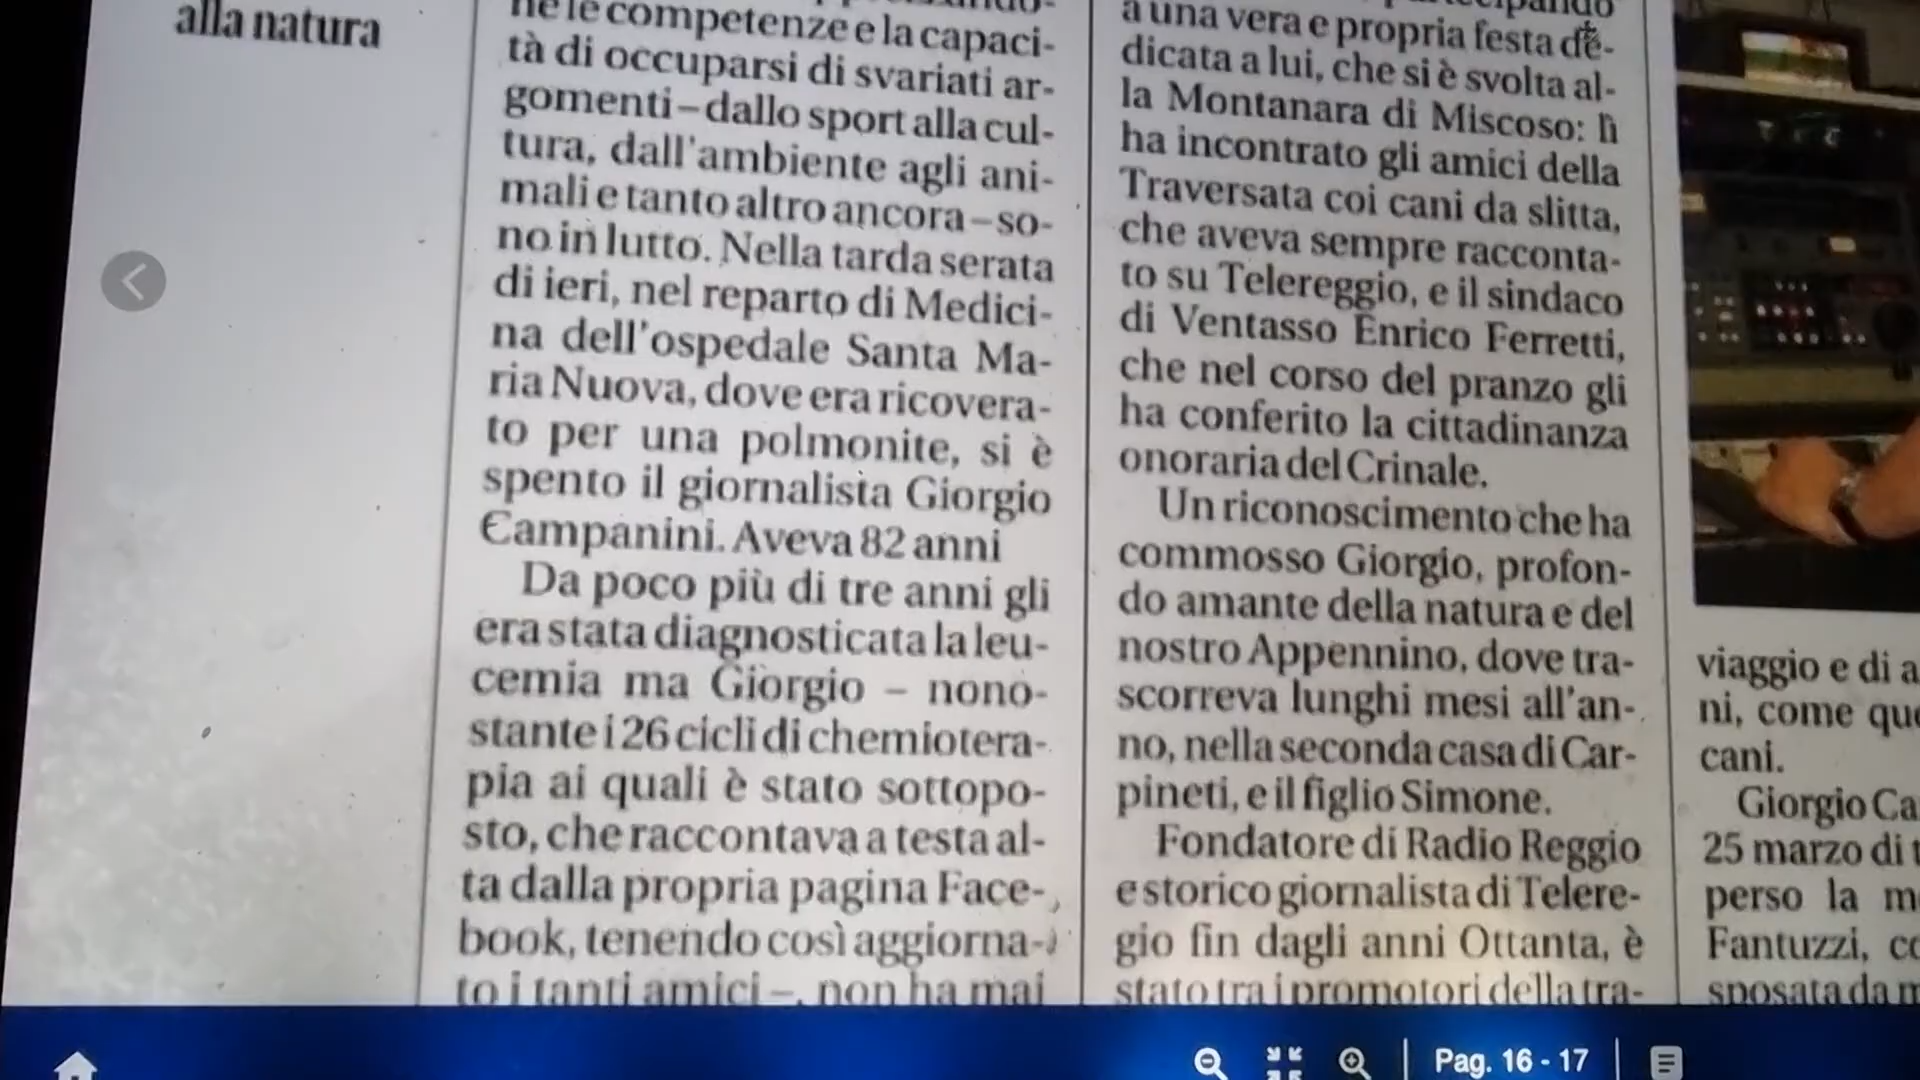 alla natura
ne le competenze e la capaci-
tà di occuparsi di svariati ar-
gomenti – dallo sport alla cul-
tura, dall'ambiente agli ani-
mali e tanto altro ancora – so-
no in lutto. Nella tarda serata
di ieri, nel reparto di Medici-
na dell'ospedale Santa Ma-
ria Nuova, dove era ricovera-
to per una polmonite, si è
spento il giornalista Giorgio
Campanini. Aveva 82 anni
Da poco più di tre anni gli
era stata diagnosticata la leu-
cemia ma Giorgio – nono-
stante i 26 cicli di chemiotera-
pia ai quali è stato sottopo-
sto, che raccontava a testa al-
ta dalla propria pagina Face-
book, tenendo così aggiorna-
to i tanti amici –, non ha mai
a una vera e propria festa de-
dicata a lui, che si è svolta al-
la Montanara di Miscoso: lì
ha incontrato gli amici della
Traversata coi cani da slitta,
che aveva sempre racconta-
to su Telereggio, e il sindaco
di Ventasso Enrico Ferretti,
che nel corso del pranzo gli
ha conferito la cittadinanza
onoraria del Crinale.
Un riconoscimento che ha
commosso Giorgio, profon-
do amante della natura e del
nostro Appennino, dove tra-
scorreva lunghi mesi all'an-
no, nella seconda casa di Car-
pineti, e il figlio Simone.
Fondatore di Radio Reggio
e storico giornalista di Telereg-
gio fin dagli anni Ottanta, è
stato tra i promotori della tra-
viaggio e di a
ni, come que
cani.
Giorgio Ca
25 marzo di t
perso la m
Fantuzzi, co
sposata da m
Pag. 16 - 17